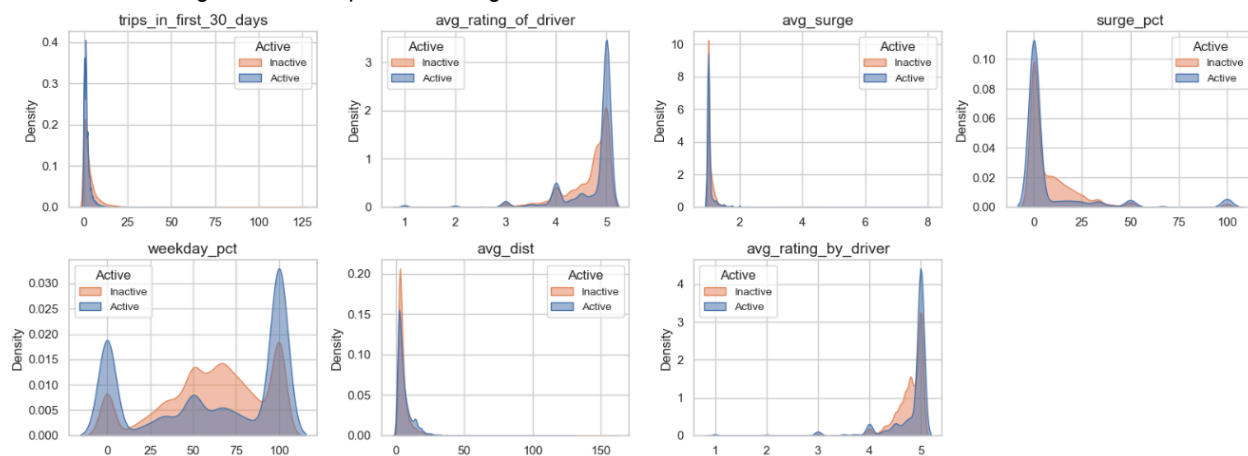 trips_in_first_30_days
avg_rating_of_driver
avg_surge
surge_pct
0.4
0.3
0.2
0.1
0.0
Density
Active
Inactive
Active
0
25
50
75
100
125
3
2
1
0
Density
Active
Inactive
Active
1
2
3
4
5
10
8
6
4
2
0
Density
Active
Inactive
Active
2
4
6
8
0.10
0.08
0.06
0.04
0.02
0.00
Density
Active
Inactive
Active
0
25
50
75
100
weekday_pct
avg_dist
avg_rating_by_driver
0.030
0.025
0.020
0.015
0.010
0.005
0.000
Density
Active
Inactive
Active
0
25
50
75
100
0.20
0.15
0.10
0.05
0.00
Density
Active
Inactive
Active
0
50
100
150
4
3
2
1
0
Density
Active
Inactive
Active
1
2
3
4
5